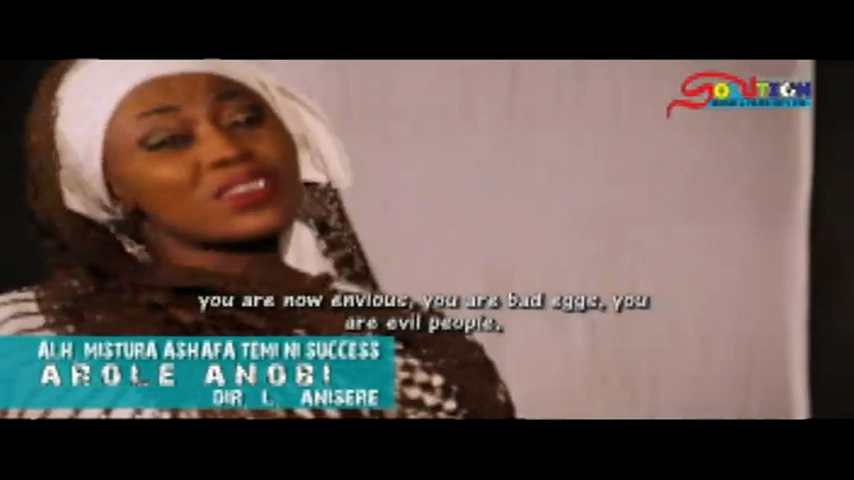 SOLUTION
you are now envious, you are bad eggs, you
are evil people.
ALH MISTURA ASHAFA TEMI NI SUCCESS
AROLE ANOBI
DIR L. ANISERE